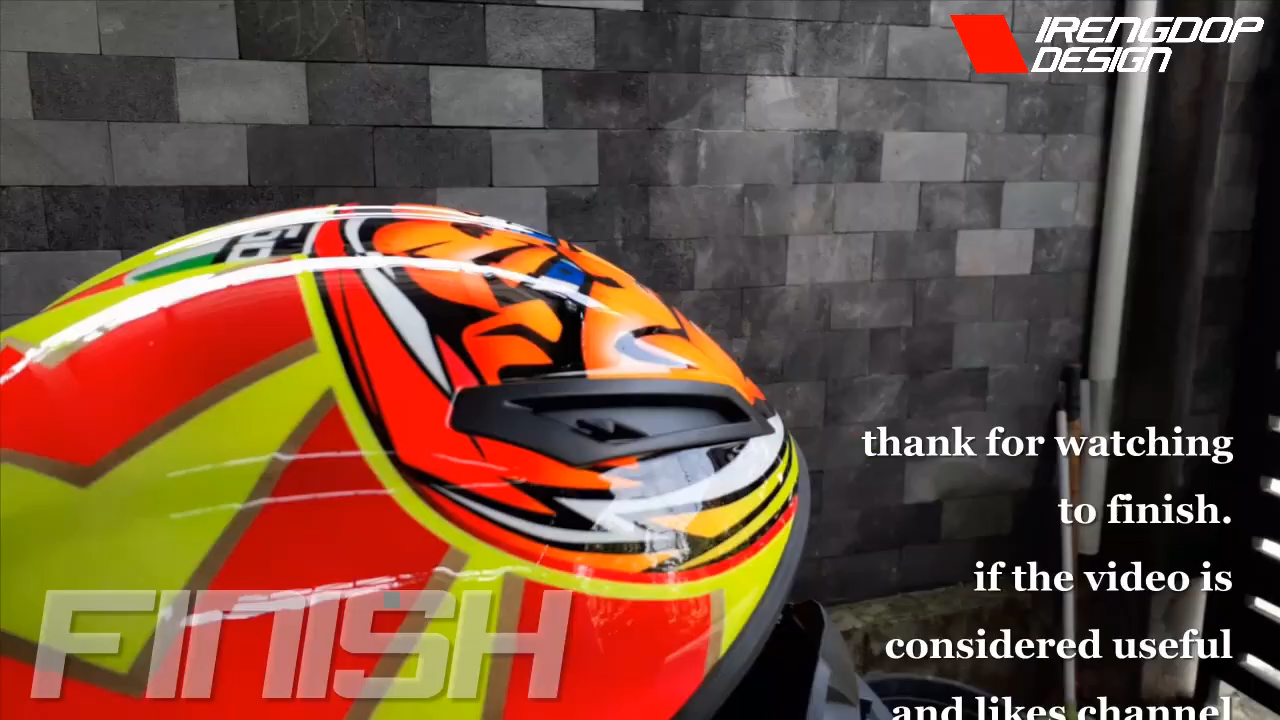 IRENGDOP
DESIGN
thank for watching
to finish.
if the video is
considered useful
and likes channel
FINISH